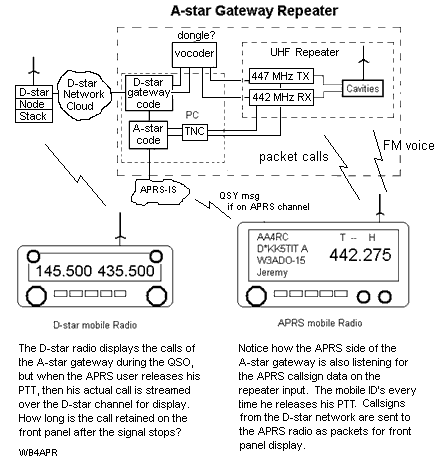 A-star Gateway Repeater
dongle?
vocoder
UHF Repeater
D-star
Node
Stack
D-star
Network
Cloud
D-star
gateway
code
447 MHz TX
442 MHz RX
Cavities
PC
A-star
code
TNC
packet calls
FM voice
APRS-IS
QSY msg
if on APRS channel
145.500 435.500
AA4RC
D*KK5TIT A
W3ADO-15
Jeremy
T -- H
442.275
D-star mobile Radio
APRS mobile Radio
The D-star radio displays the calls
of the A-star gateway during the QSO,
but when the APRS user releases his
PTT, then his actual call is streamed
over the D-star channel for display.
How long is the call retained on the
front panel after the signal stops?
WB4APR
Notice how the APRS side of the
A-star gateway is also listening for
the APRS callsign data on the
repeater input. The mobile ID's every
time he releases his PTT. Callsigns
from the D-star network are sent to
the APRS radio as packets for front
panel display.